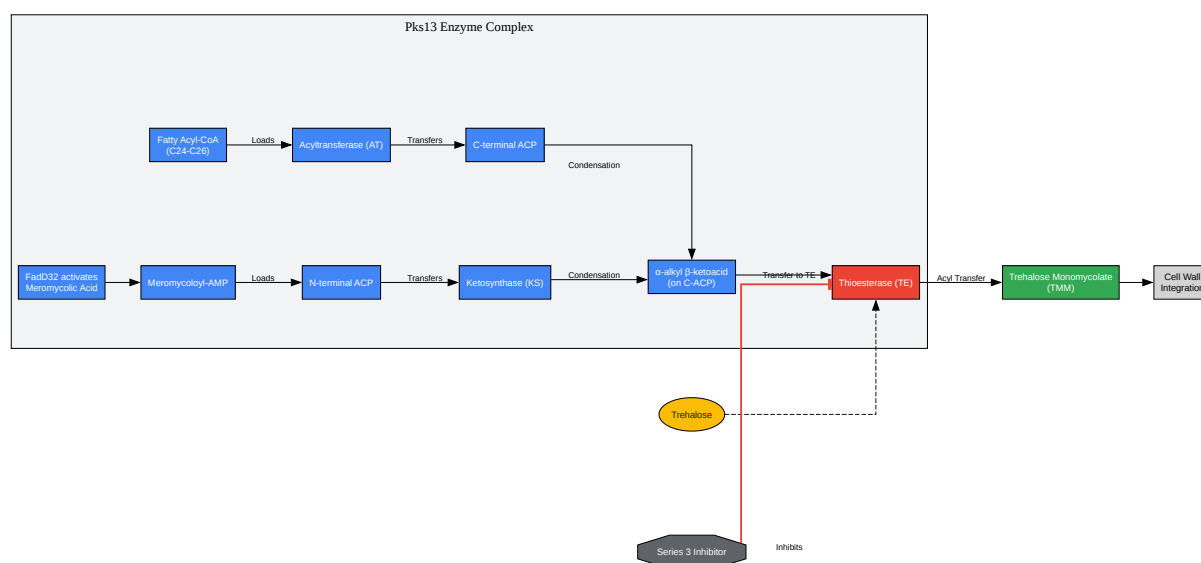 Pks13 Enzyme Complex
Fatty Acyl-CoA
(C24-C26)
Loads
Acyltransferase (AT)
Transfers
C-terminal ACP
Condensation
FadD32 activates
Meromycolic Acid
Meromycoloyl-AMP
Loads
N-terminal ACP
Transfers
Ketosynthase (KS)
Condensation
α-alkyl β-ketoacid
(on C-ACP)
Transfer to TE
Thioesterase (TE)
Acyl Transfer
Trehalose Monomycolate
(TMM)
Cell Wall
Integration
Trehalose
Series 3 Inhibitor
Inhibits